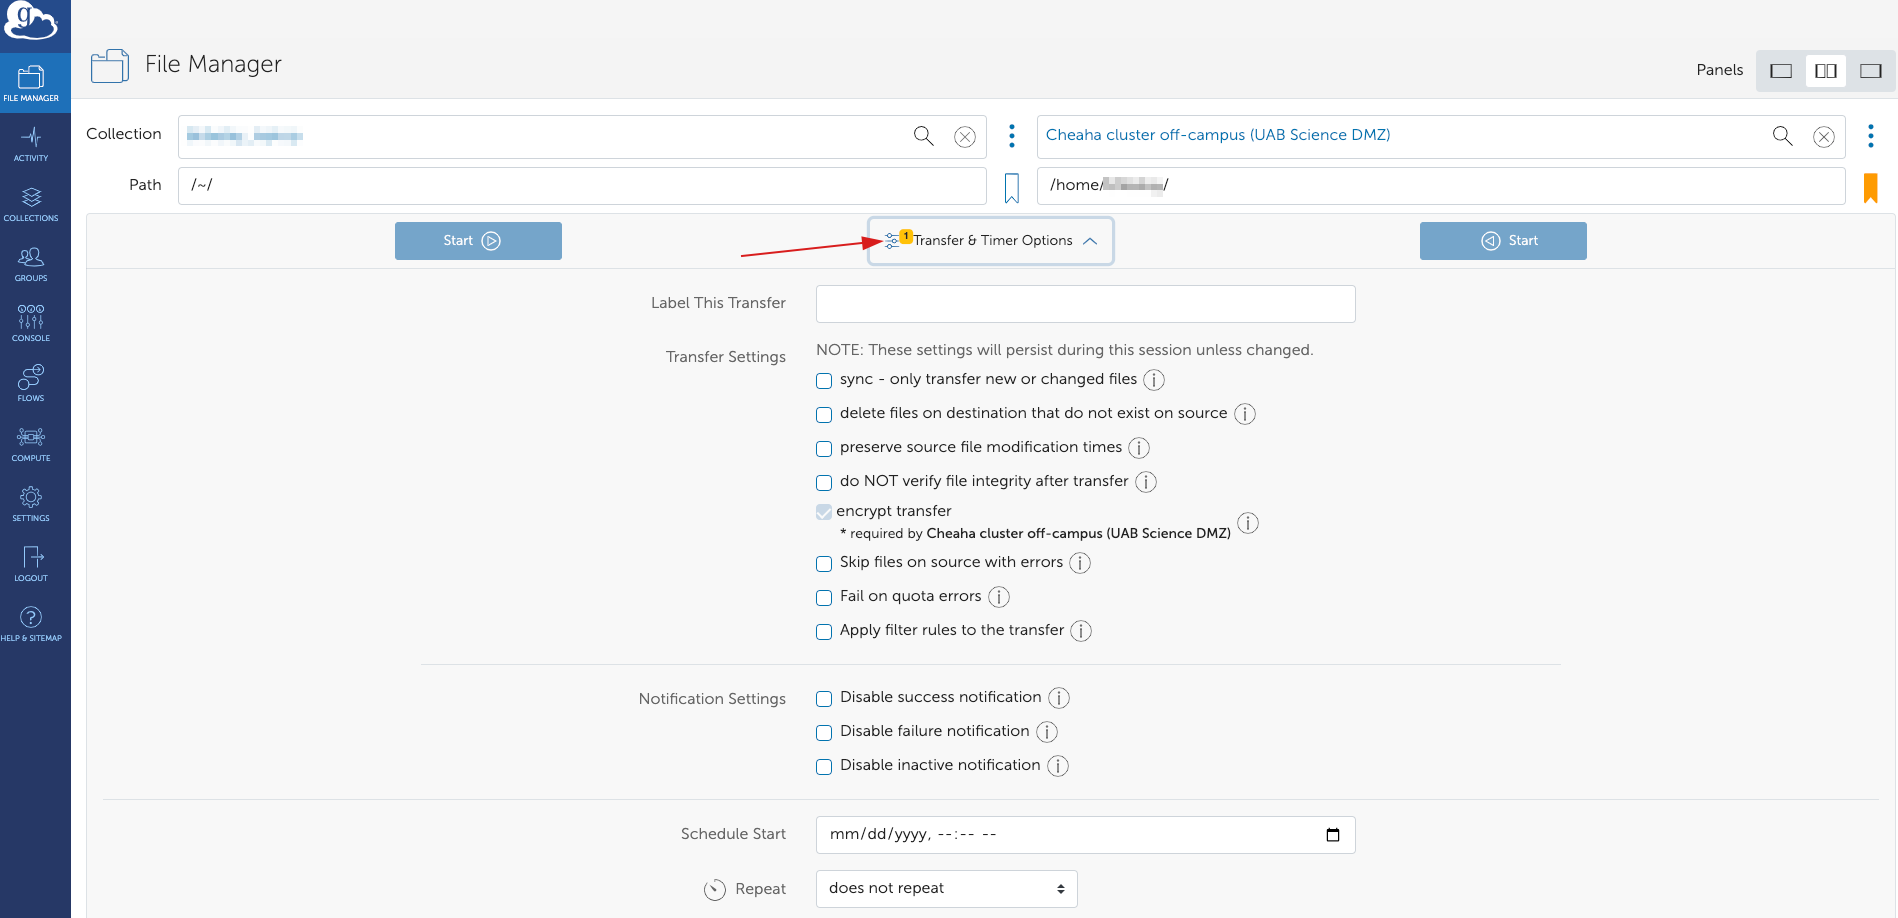 g
File Manager
Panels
FILE MANAGER
ACTIVITY
COLLECTIONS
GROUPS
CONSOLE
FLOWS
COMPUTE
SETTINGS
LOGOUT
?
HELP & SITEMAP
Collection
Cheaha cluster off-campus (UAB Science DMZ)
Path
/~/
/home/ /
Start
1 Transfer & Timer Options
Start
Label This Transfer
Transfer Settings
NOTE: These settings will persist during this session unless changed.
sync - only transfer new or changed files i
delete files on destination that do not exist on source i
preserve source file modification times i
do NOT verify file integrity after transfer i
encrypt transfer
* required by Cheaha cluster off-campus (UAB Science DMZ) i
Skip files on source with errors i
Fail on quota errors i
Apply filter rules to the transfer i
Notification Settings
Disable success notification i
Disable failure notification i
Disable inactive notification i
Schedule Start
mm/dd/yyyy, --:-- --
Repeat
does not repeat